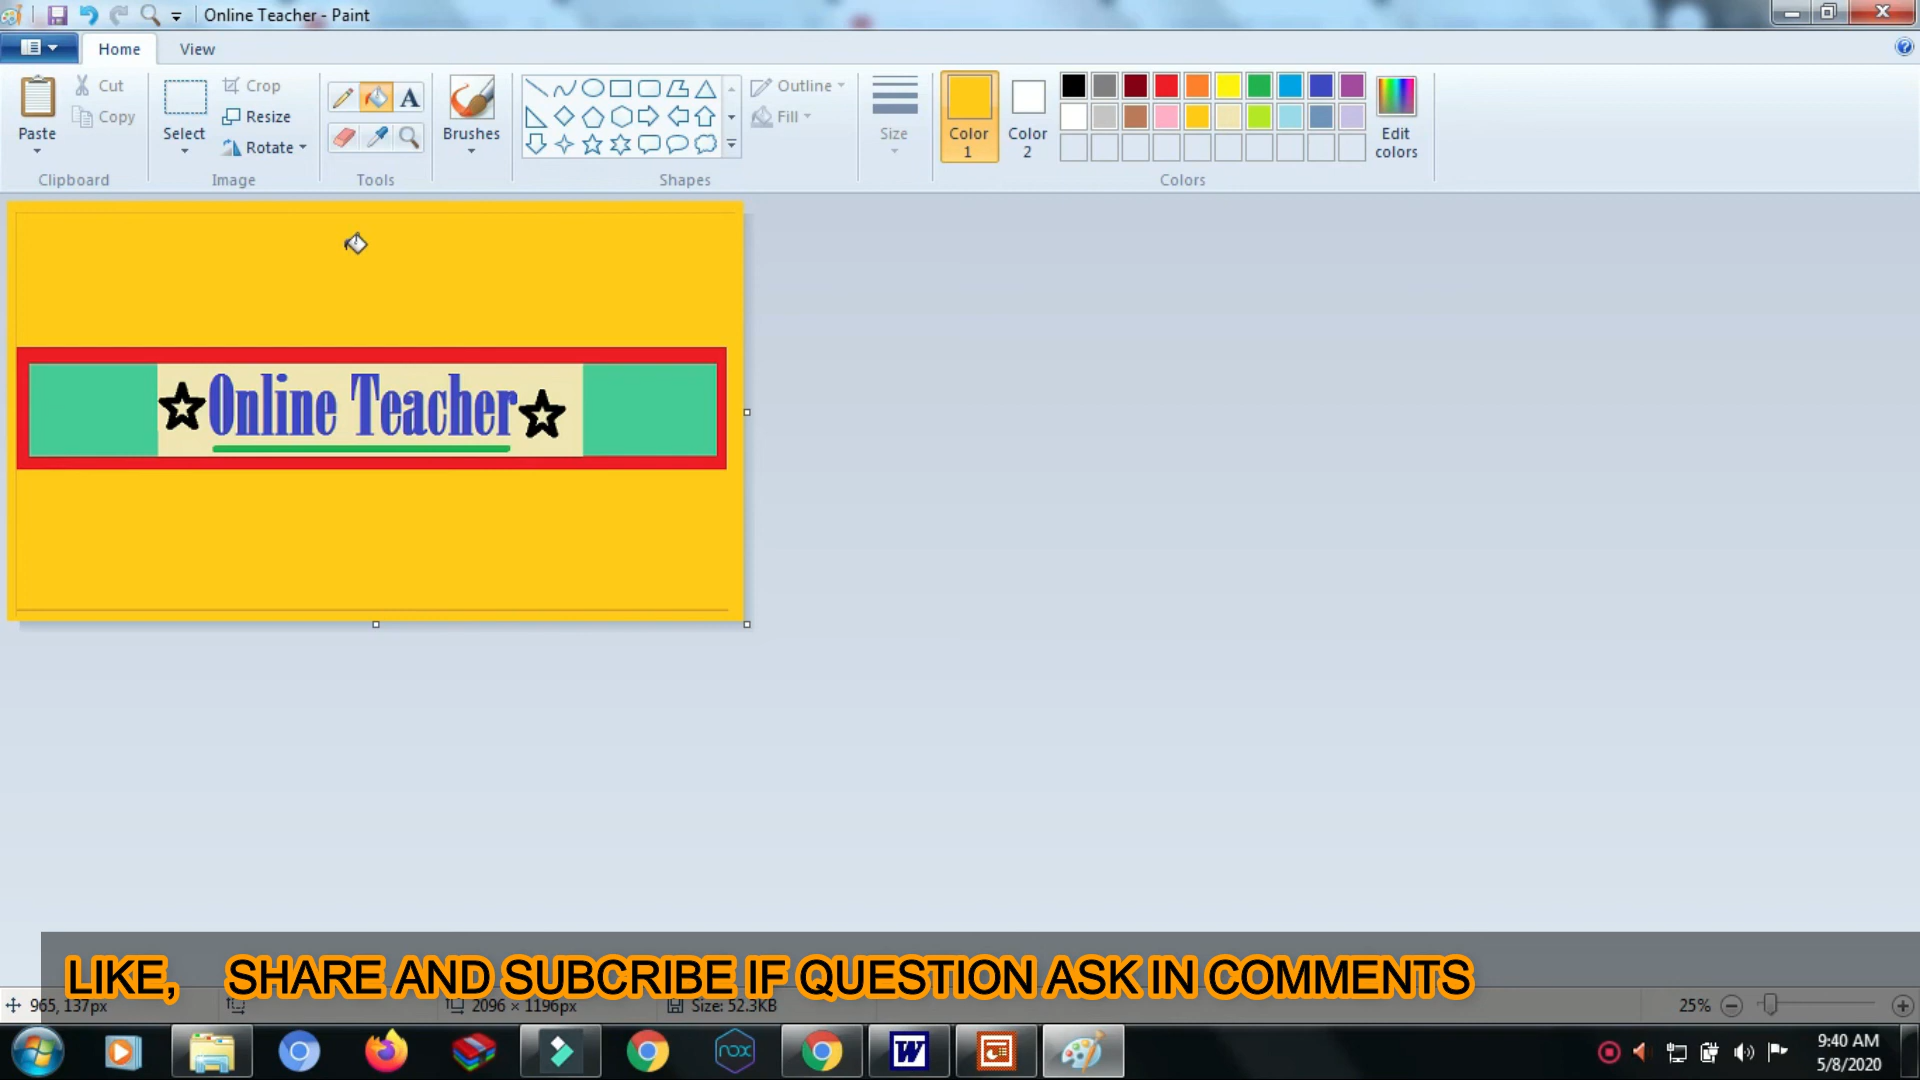 Online Teacher - Paint
Home View
Paste
Cut
Copy
Clipboard
Select
Crop
Resize
Rotate
Image
A
Tools
Brushes
Shapes
Outline
Fill
Size
Color 1
Color 2
Edit colors
Colors
Online Teacher
LIKE, SHARE AND SUBCRIBE IF QUESTION ASK IN COMMENTS
965, 137px
2096 × 1196px
Size: 52.3KB
25%
nox
W
9:40 AM
5/8/2020